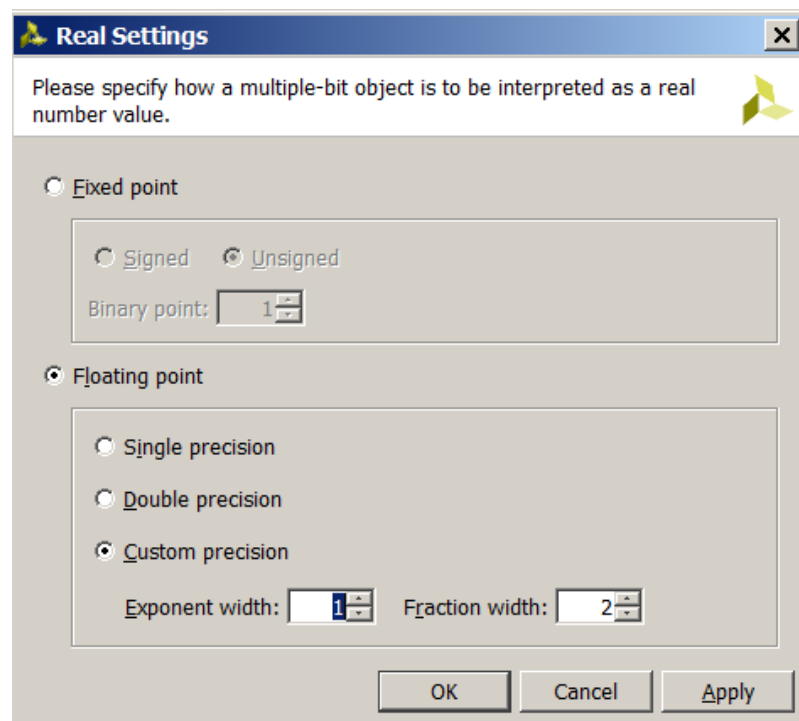 Real Settings
Please specify how a multiple-bit object is to be interpreted as a real
number value.
Fixed point
Signed Unsigned
Binary point: 1
Floating point
Single precision
Double precision
Custom precision
Exponent width: 1 Fraction width: 2
OK Cancel Apply